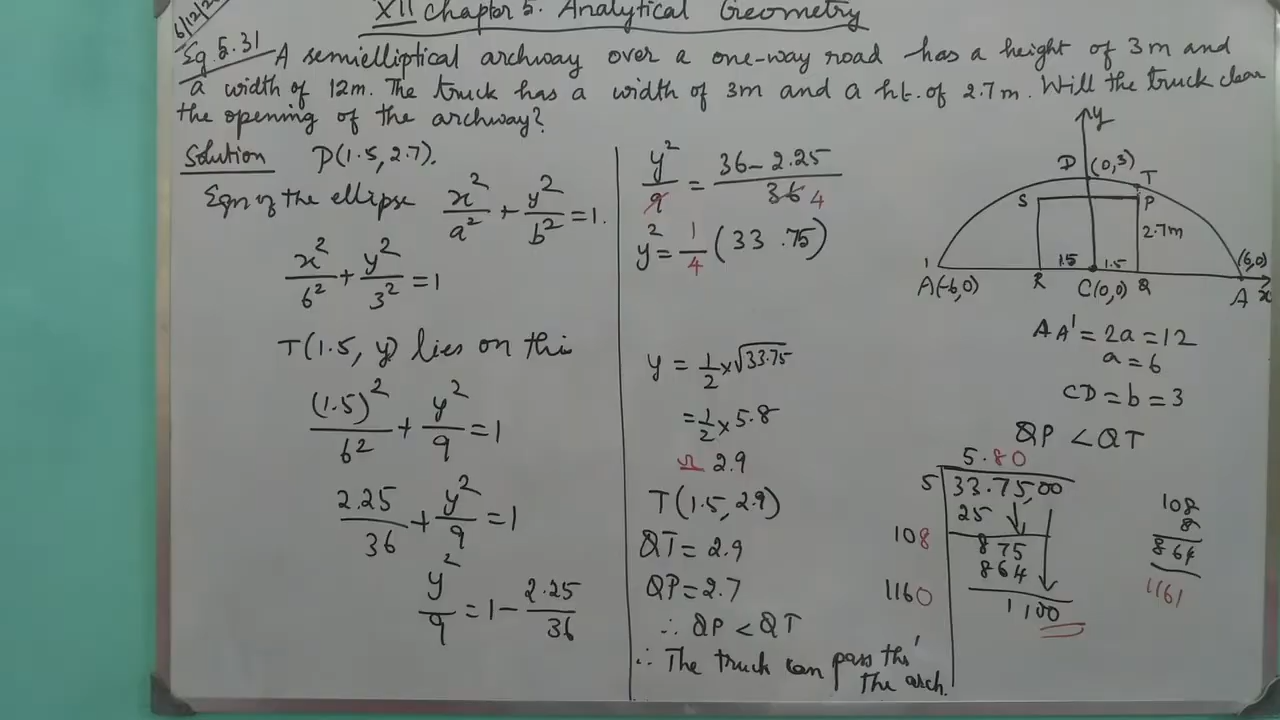 6/12/2
XII Chapter 5. Analytical Geometry
Eg 5.31 A semielliptical archway over a one-way road has a height of 3m and
a width of 12m. The truck has a width of 3m and a ht. of 2.7m. Will the truck clear
the opening of the archway?
Solution P(1.5, 2.7).
Eqn of the ellipse x²/a² + y²/b² = 1.
x²/6² + y²/3² = 1
T(1.5, y) lies on this
(1.5)²/6² + y²/9 = 1
2.25/36 + y²/9 = 1
y²/9 = 1 - 2.25/36
y²/9 = 36 - 2.25/36 4
y² = 1/4 (33.75)
y = 1/2 × √33.75
= 1/2 × 5.8
≏ 2.9
T(1.5, 2.9)
QT = 2.9
QP = 2.7
∴ QP < QT
∴ The truck can pass thr'
the arch.
y
D (0,3) T
S P
2.7m
1.5 1.5 (6,0)
A'(-6,0) R C(0,0) Q A x
AA' = 2a = 12
a = 6
CD = b = 3
QP < QT
5.80
5 33.75,00
25
108 875
864
1160 1100
108
8
864
1161